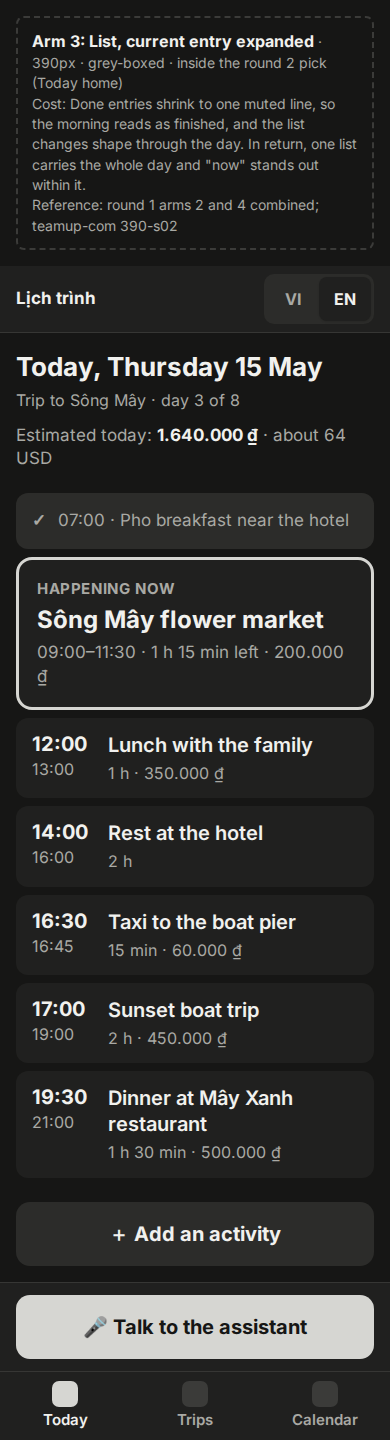 Arm 3: List, current entry expanded ·
390px · grey-boxed · inside the round 2 pick
(Today home)
Cost: Done entries shrink to one muted line, so
the morning reads as finished, and the list
changes shape through the day. In return, one list
carries the whole day and "now" stands out
within it.
Reference: round 1 arms 2 and 4 combined;
teamup-com 390-s02
Lịch trình
VI
EN
Today, Thursday 15 May
Trip to Sông Mây · day 3 of 8
Estimated today: 1.640.000 ₫ · about 64
USD
✓ 07:00 · Pho breakfast near the hotel
HAPPENING NOW
Sông Mây flower market
09:00–11:30 · 1 h 15 min left · 200.000
₫
12:00 Lunch with the family
13:00 1 h · 350.000 ₫
14:00 Rest at the hotel
16:00 2 h
16:30 Taxi to the boat pier
16:45 15 min · 60.000 ₫
17:00 Sunset boat trip
19:00 2 h · 450.000 ₫
19:30 Dinner at Mây Xanh
21:00 restaurant
1 h 30 min · 500.000 ₫
+ Add an activity
🎤 Talk to the assistant
Today
Trips
Calendar